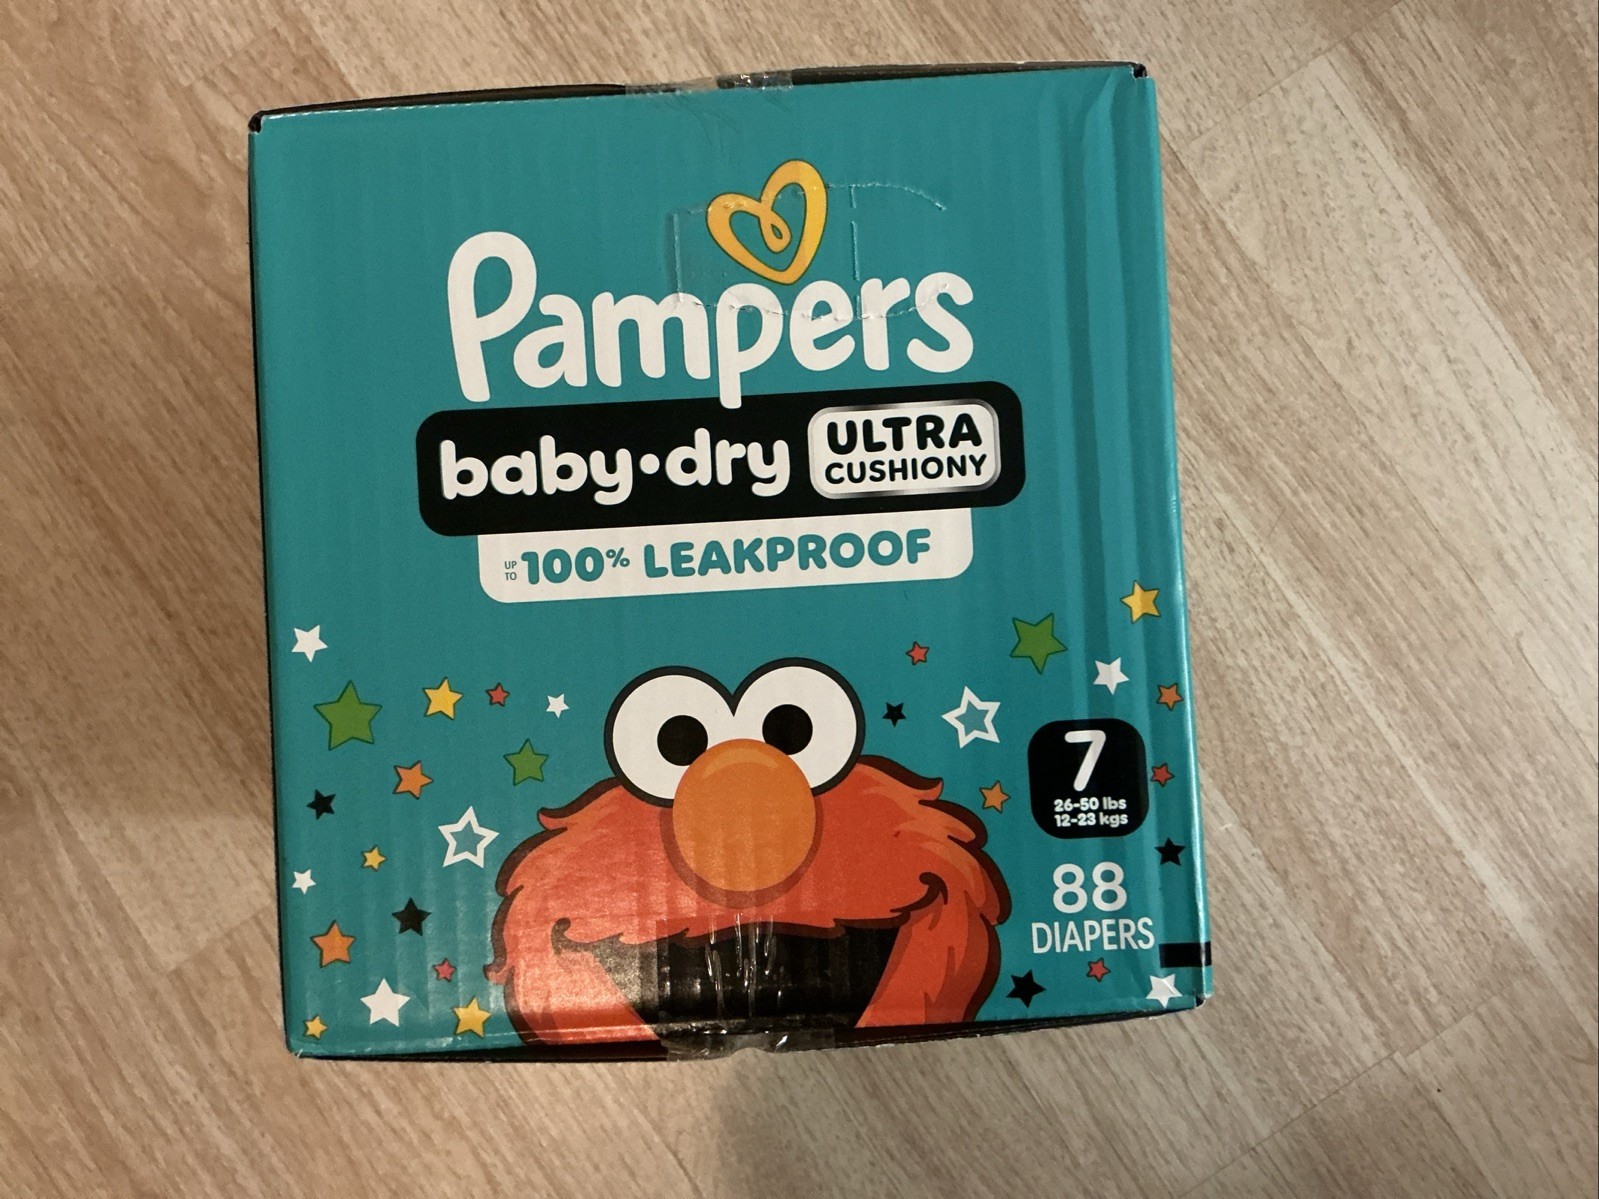 Pampers
baby•dry ULTRA CUSHIONY
UP TO 100% LEAKPROOF
7
26-50 lbs
12-23 kgs
88
DIAPERS